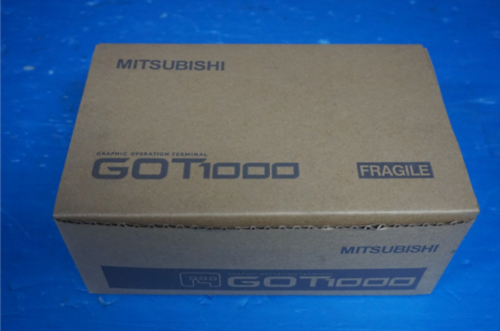 MITSUBISHI
GRAPHIC OPERATION TERMINAL
GOT1000
FRAGILE
MITSUBISHI
GOT1000